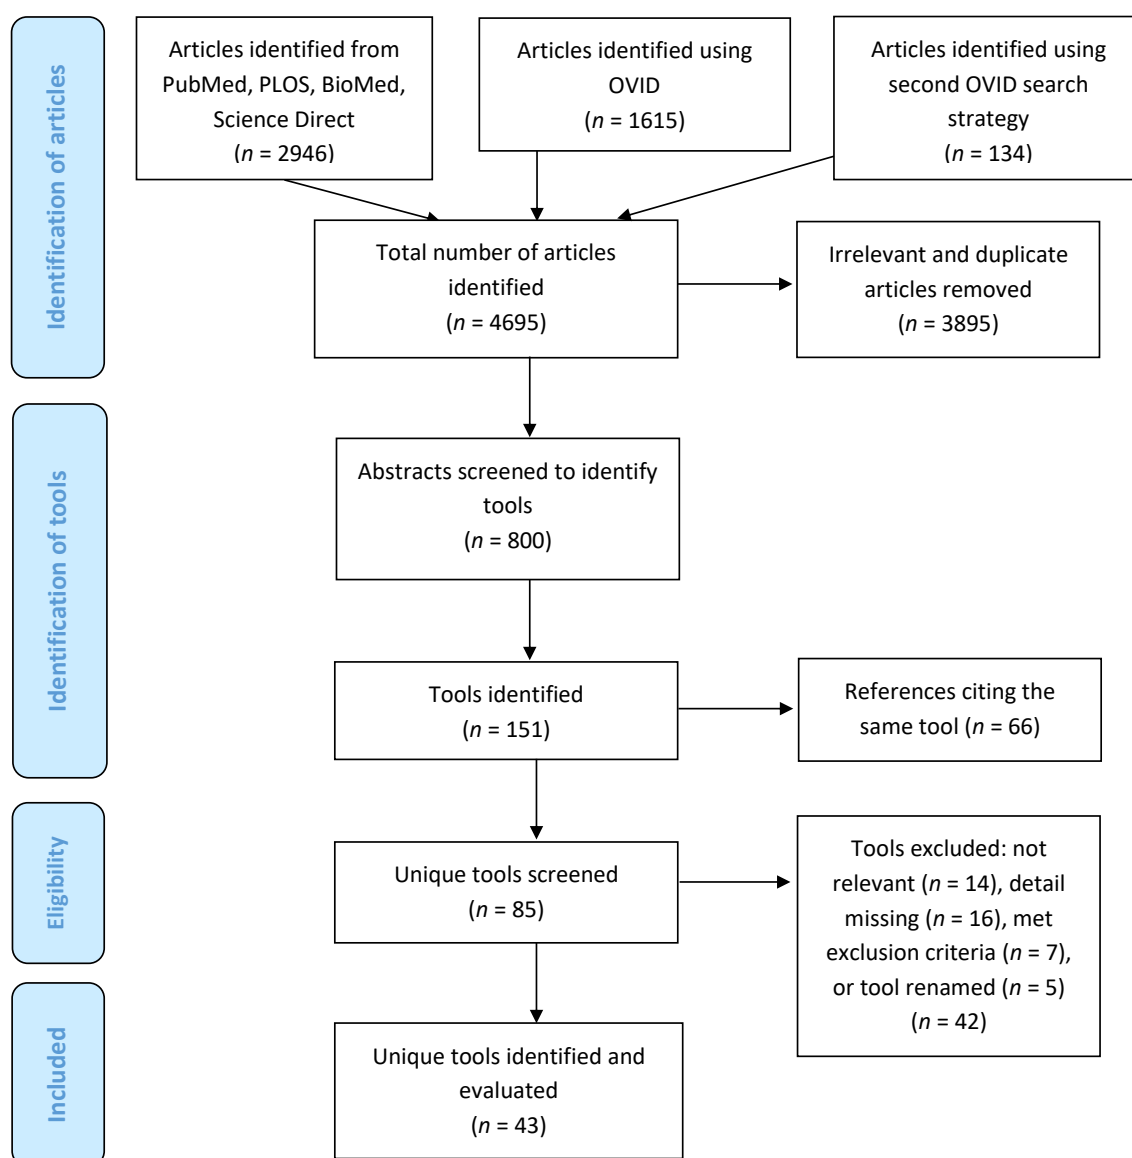 Identification of articles
Articles identified from
PubMed, PLOS, BioMed,
Science Direct
(n = 2946)
Articles identified using
OVID
(n = 1615)
Articles identified using
second OVID search
strategy
(n = 134)
Total number of articles
identified
(n = 4695)
Irrelevant and duplicate
articles removed
(n = 3895)
Identification of tools
Abstracts screened to identify
tools
(n = 800)
Tools identified
(n = 151)
References citing the
same tool (n = 66)
Eligibility
Unique tools screened
(n = 85)
Tools excluded: not
relevant (n = 14), detail
missing (n = 16), met
exclusion criteria (n = 7),
or tool renamed (n = 5)
(n = 42)
Included
Unique tools identified and
evaluated
(n = 43)